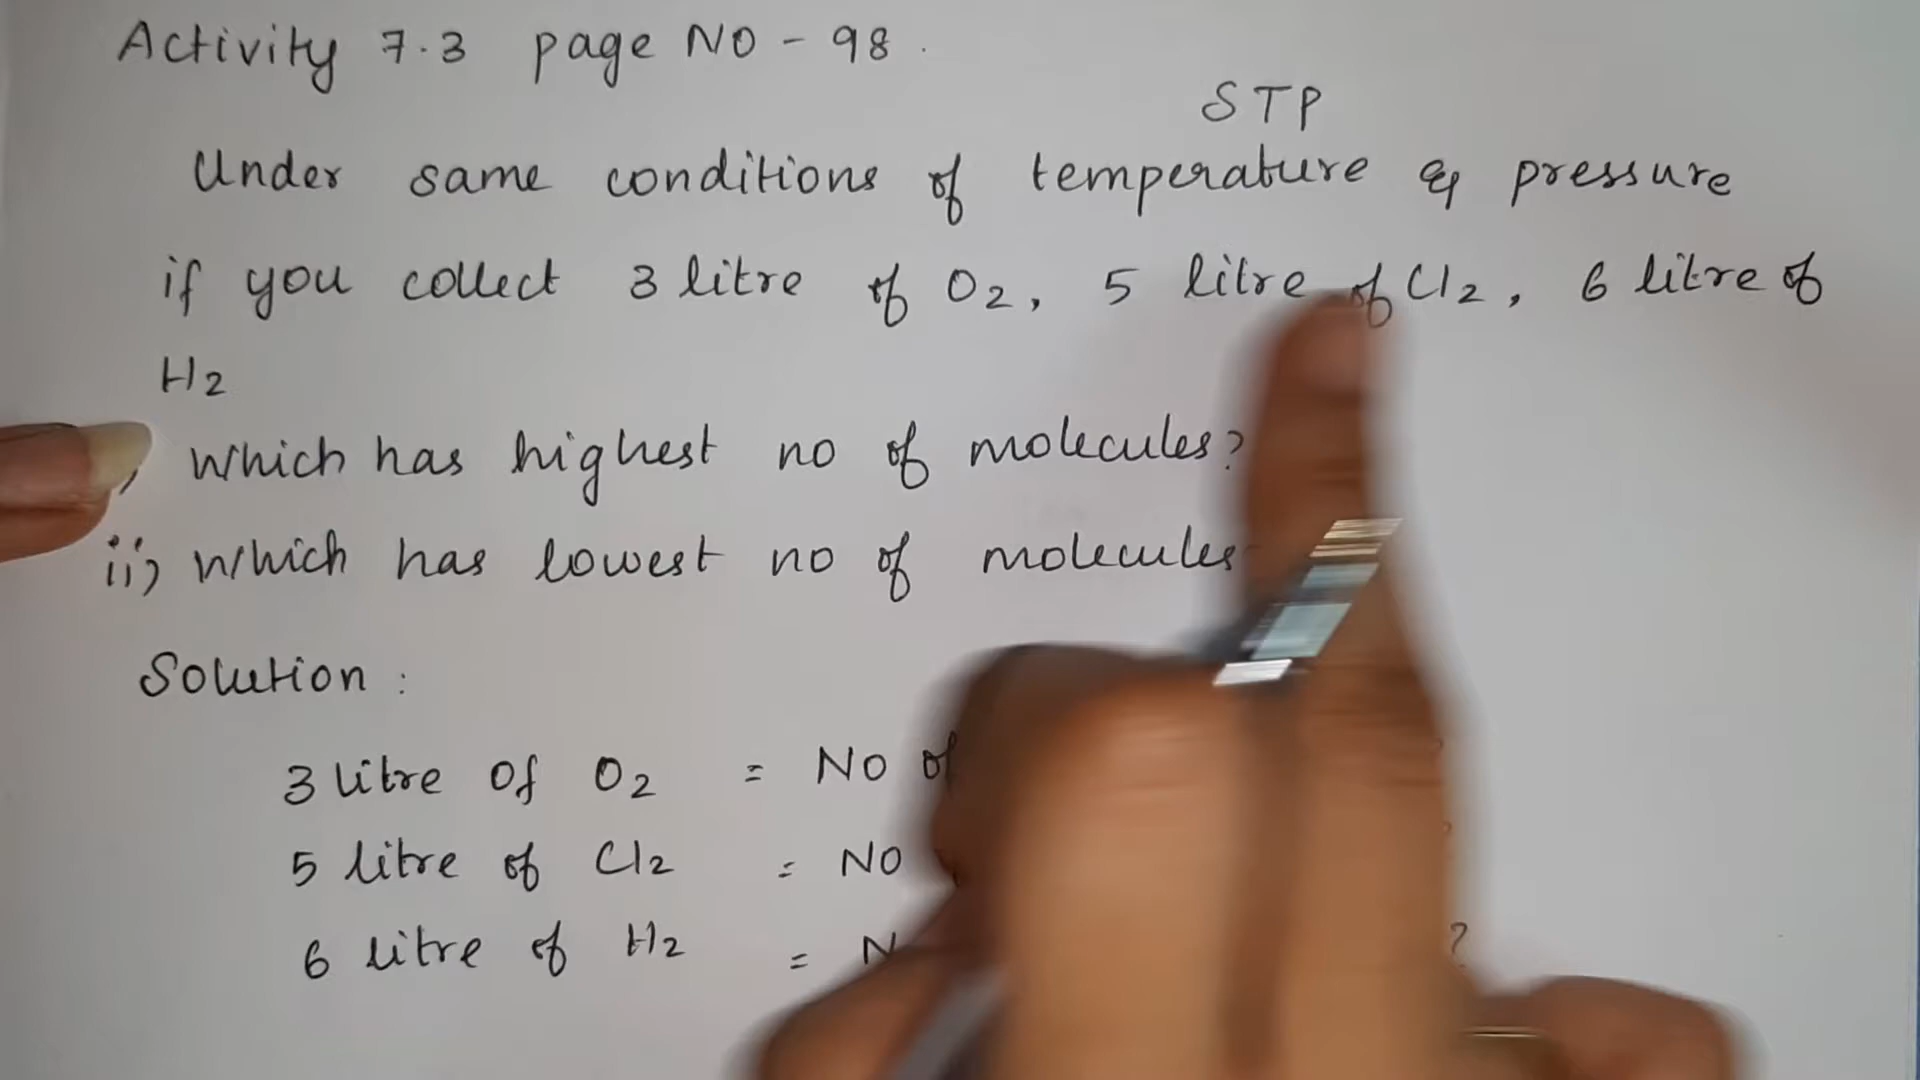 Activity 7.3 page NO - 98.
STP
Under same conditions of temperature & pressure
if you collect 3 litre of O2, 5 litre of Cl2, 6 litre of
H2
which has highest no of molecules?
ii, which has lowest no of molecules
Solution :
3 litre of O2 = NO of
5 litre of Cl2 = NO
6 litre of H2 = N ?